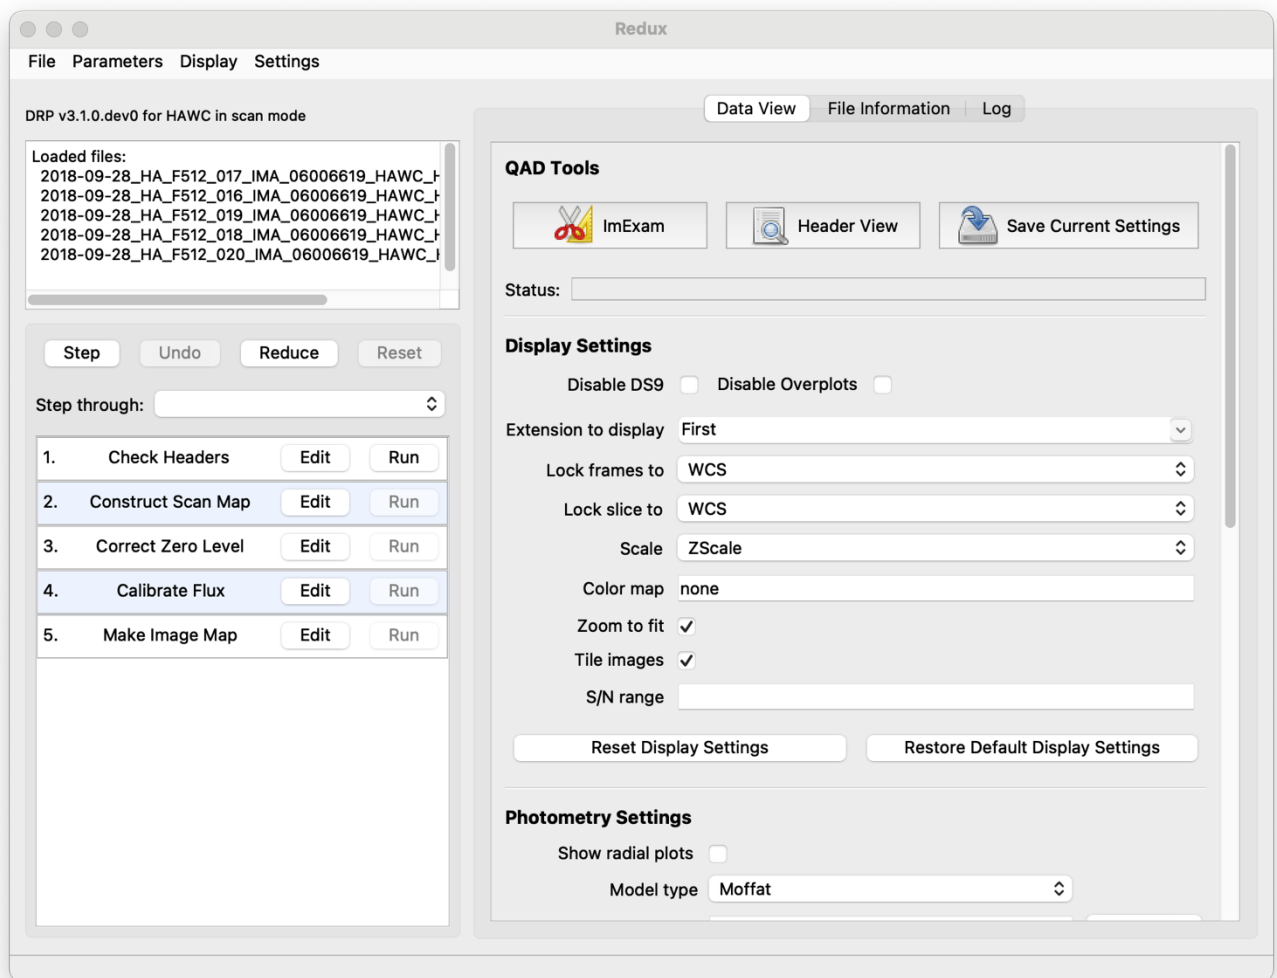 Redux
File Parameters Display Settings
DRP v3.1.0.dev0 for HAWC in scan mode
Loaded files:
2018-09-28_HA_F512_017_IMA_06006619_HAWC_
2018-09-28_HA_F512_016_IMA_06006619_HAWC_
2018-09-28_HA_F512_019_IMA_06006619_HAWC_
2018-09-28_HA_F512_018_IMA_06006619_HAWC_
2018-09-28_HA_F512_020_IMA_06006619_HAWC_
Step Undo Reduce Reset
Step through:
1. Check Headers Edit Run
2. Construct Scan Map Edit Run
3. Correct Zero Level Edit Run
4. Calibrate Flux Edit Run
5. Make Image Map Edit Run
Data View File Information Log
QAD Tools
ImExam Header View Save Current Settings
Status:
Display Settings
Disable DS9 Disable Overplots
Extension to display First
Lock frames to WCS
Lock slice to WCS
Scale ZScale
Color map none
Zoom to fit
Tile images
S/N range
Reset Display Settings Restore Default Display Settings
Photometry Settings
Show radial plots
Model type Moffat